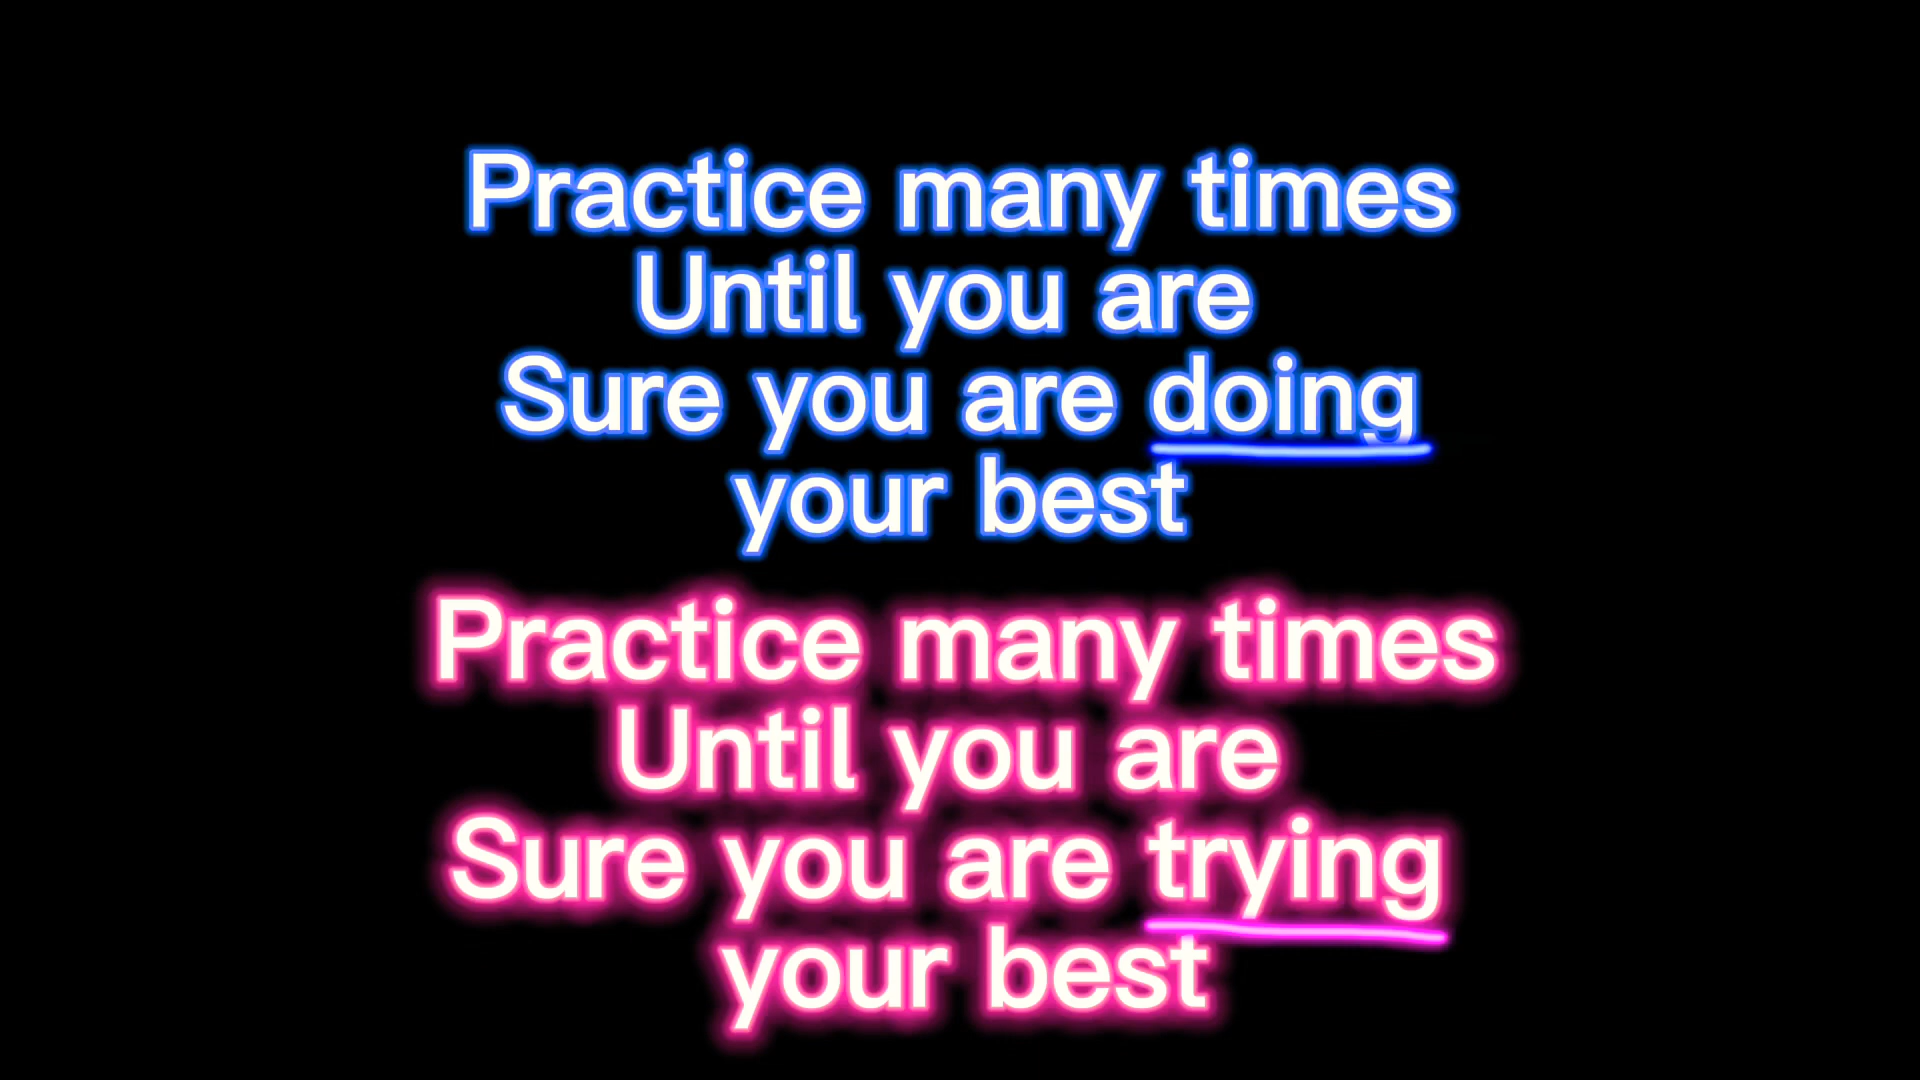 Practice many times
Until you are
Sure you are doing
your best
Practice many times
Until you are
Sure you are trying
your best